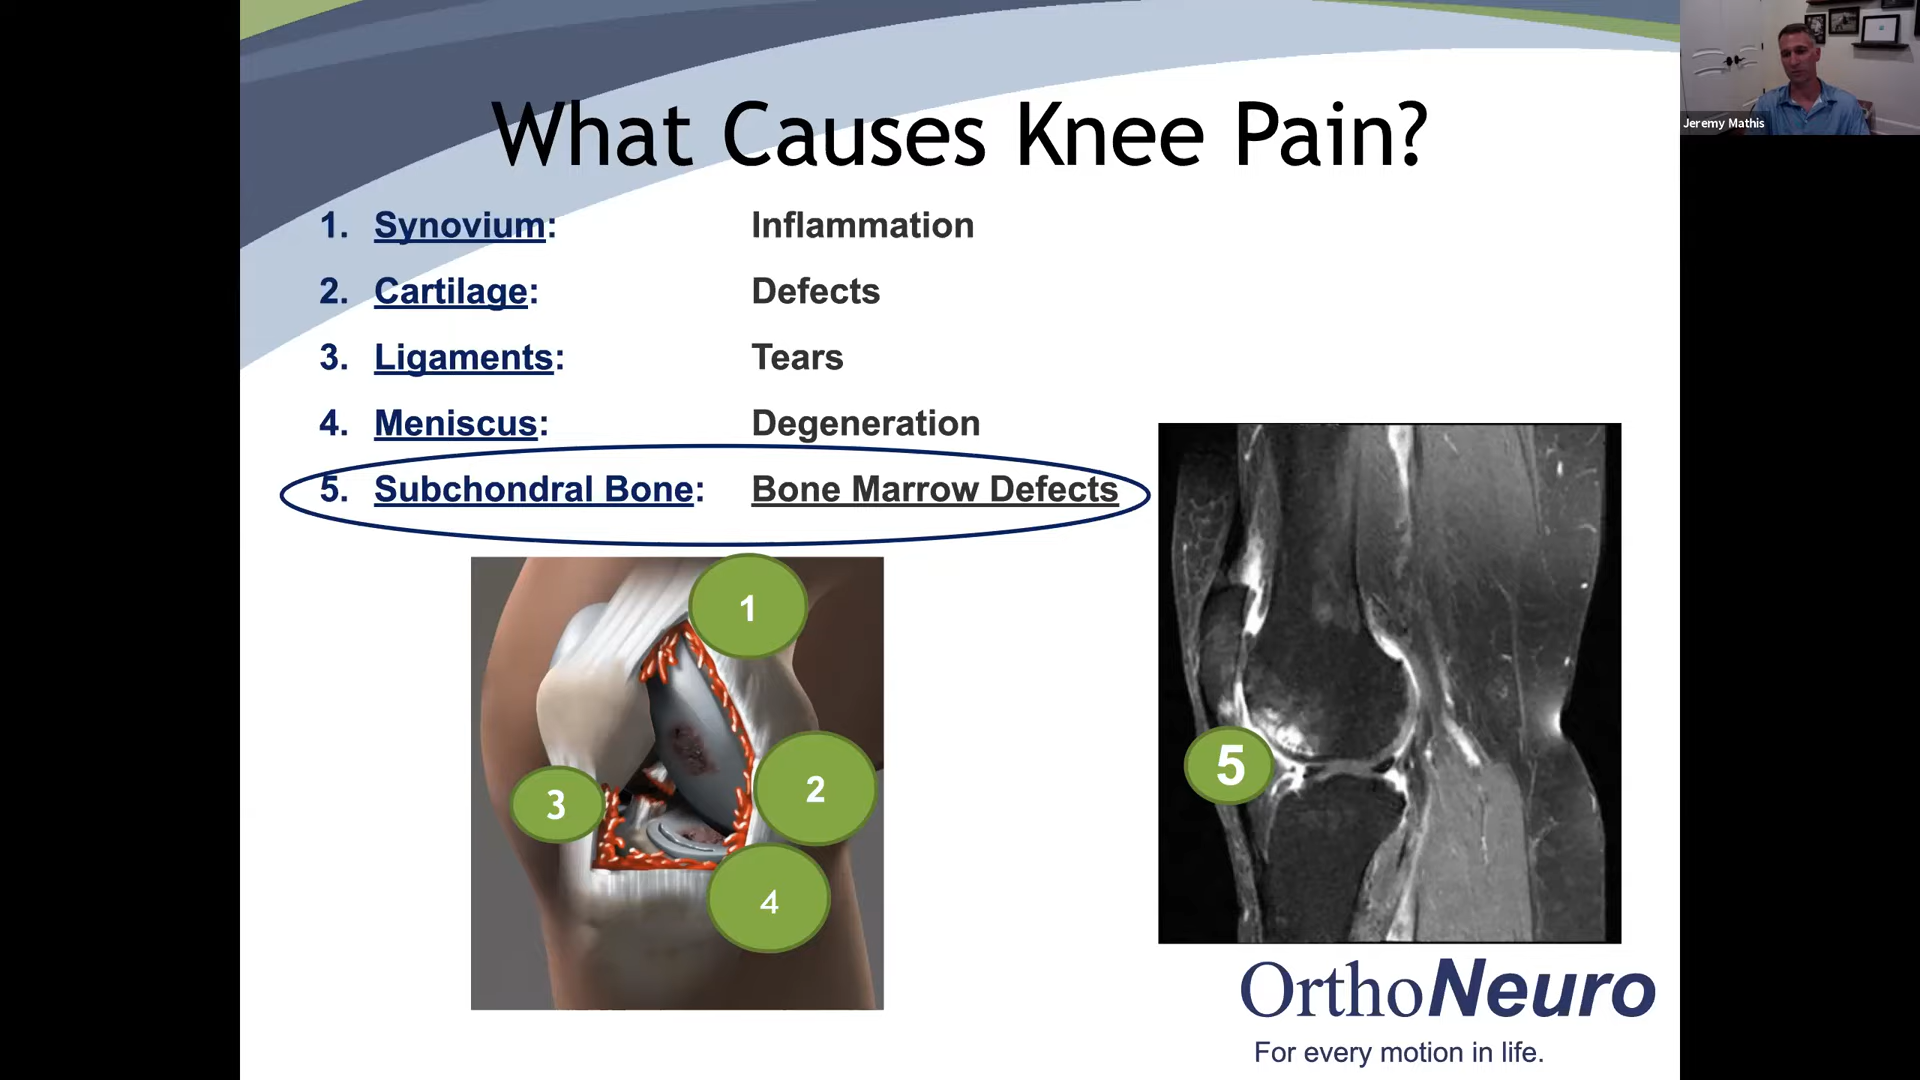 What Causes Knee Pain?
1. Synovium: Inflammation
2. Cartilage: Defects
3. Ligaments: Tears
4. Meniscus: Degeneration
5. Subchondral Bone: Bone Marrow Defects
1
2
3
4
5
OrthoNeuro
For every motion in life.
Jeremy Mathis